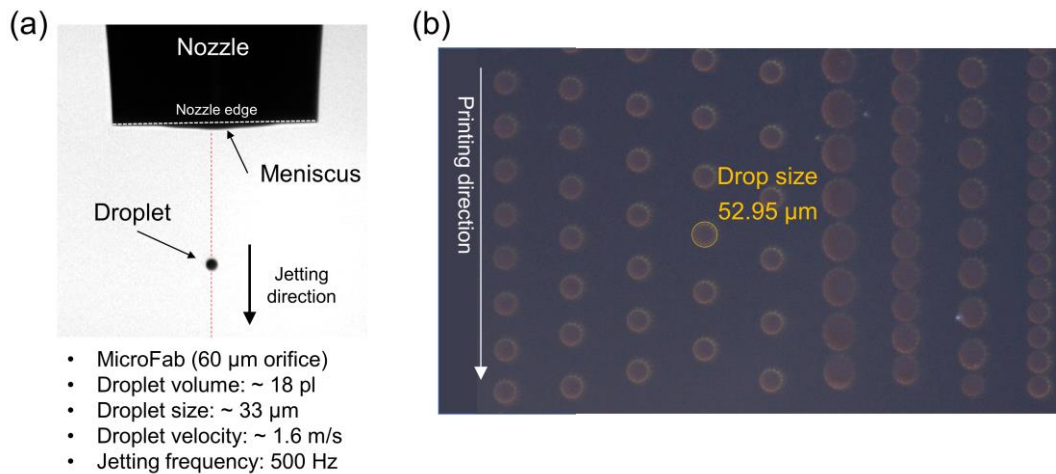 (a)
Nozzle
Nozzle edge
Meniscus
Droplet
Jetting
direction
• MicroFab (60 µm orifice)
• Droplet volume: ~ 18 pl
• Droplet size: ~ 33 µm
• Droplet velocity: ~ 1.6 m/s
• Jetting frequency: 500 Hz
(b)
Printing direction
Drop size
52.95 µm